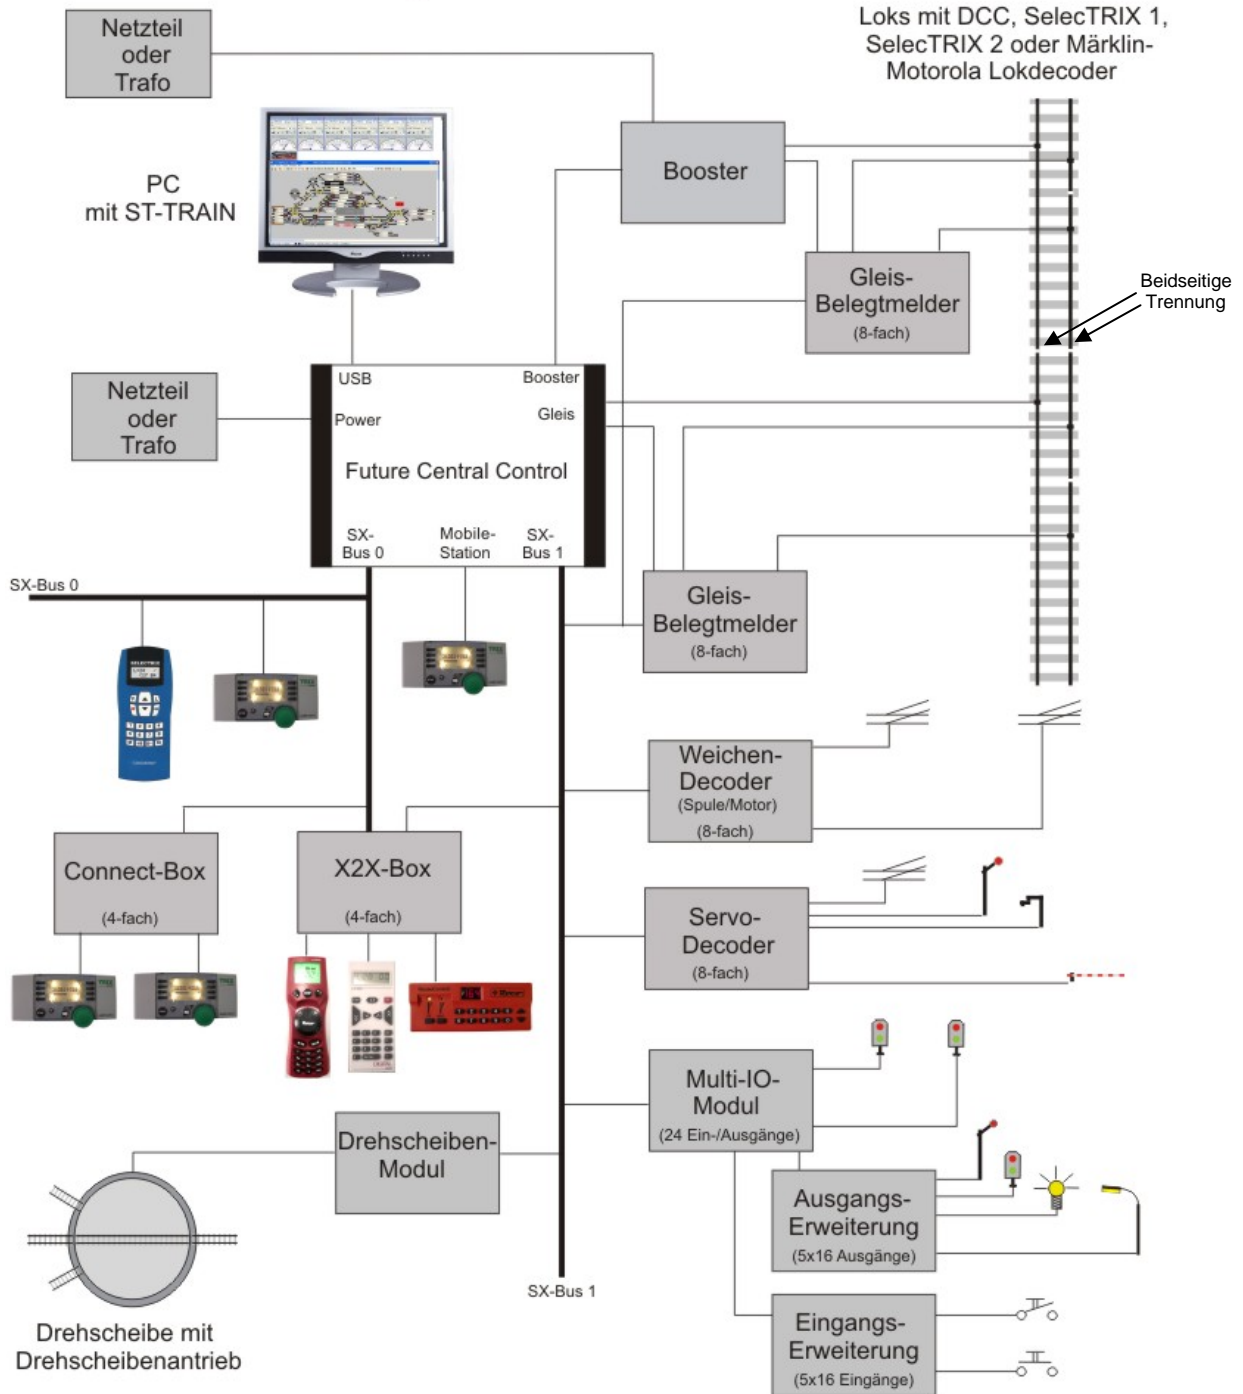 Netzteil
oder
Trafo
Loks mit DCC, SelecTRIX 1,
SelecTRIX 2 oder Märklin-
Motorola Lokdecoder
PC
mit ST-TRAIN
Booster
Gleis-
Belegtmelder
(8-fach)
Beidseitige
Trennung
Netzteil
oder
Trafo
USB
Booster
Power
Gleis
Future Central Control
SX-
Bus 0
Mobile-
Station
SX-
Bus 1
SX-Bus 0
Gleis-
Belegtmelder
(8-fach)
SELECTRIX
Weichen-
Decoder
(Spule/Motor)
(8-fach)
Connect-Box
(4-fach)
X2X-Box
(4-fach)
Servo-
Decoder
(8-fach)
Multi-IO-
Modul
(24 Ein-/Ausgänge)
Drehscheiben-
Modul
Ausgangs-
Erweiterung
(5x16 Ausgänge)
SX-Bus 1
Eingangs-
Erweiterung
(5x16 Eingänge)
Drehscheibe mit
Drehscheibenantrieb